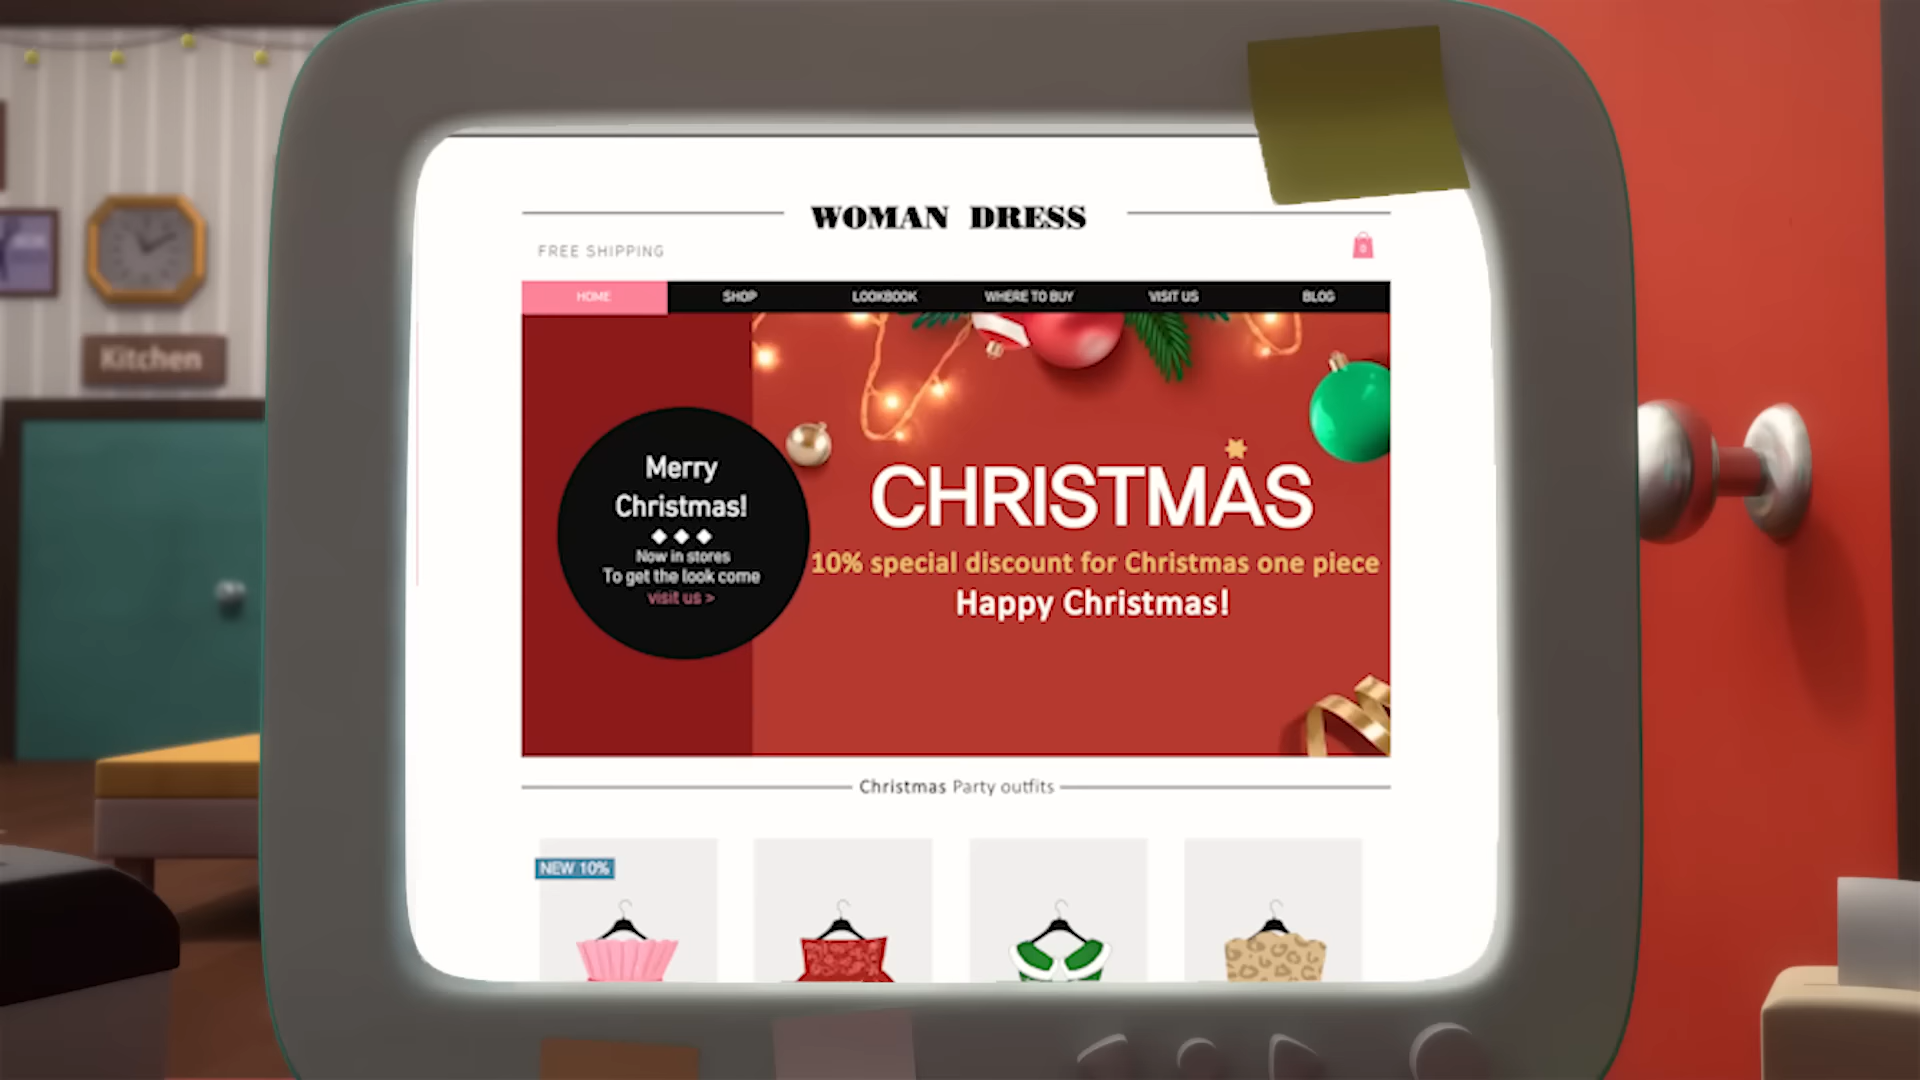 WOMAN DRESS
FREE SHIPPING
0
HOME SHOP LOOKBOOK WHERE TO BUY VISIT US BLOG
Kitchen
Merry
Christmas!
Now in stores
To get the look come
visit us >
CHRISTMAS
10% special discount for Christmas one piece
Happy Christmas!
Christmas Party outfits
NEW 10%